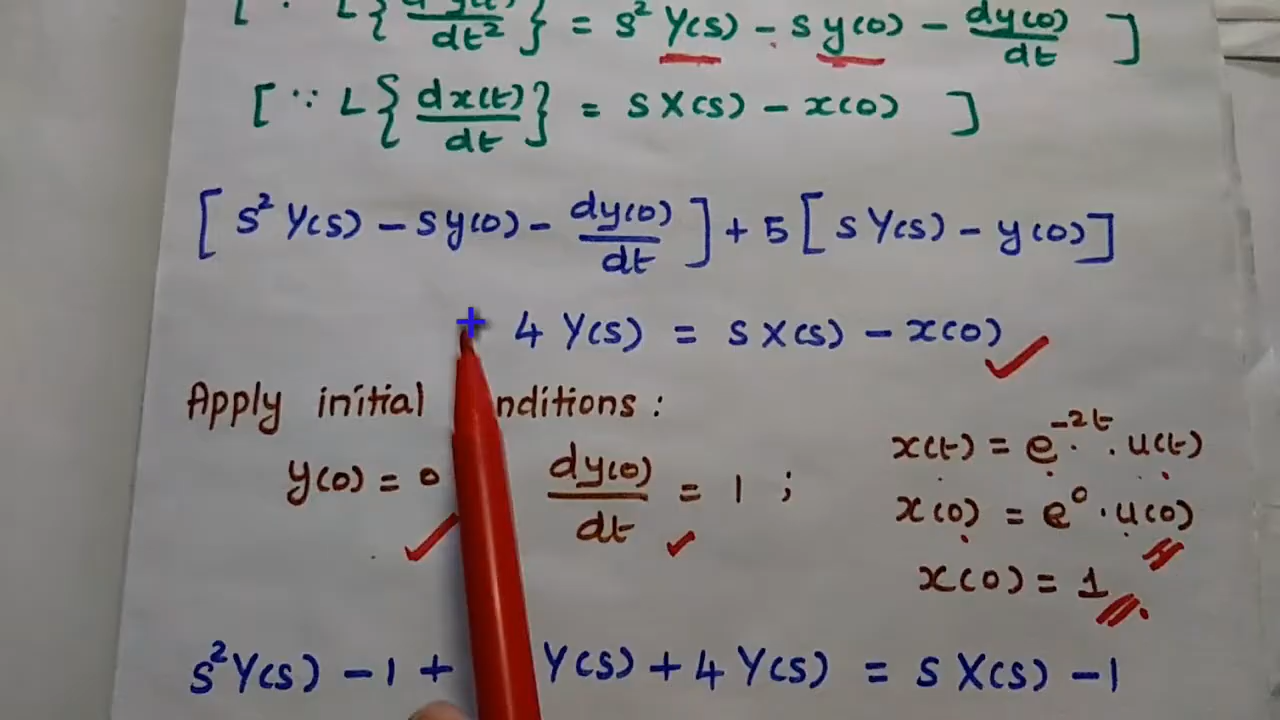 [ ∵ L{ d²y(t)/dt² } = s² Y(s) - s y(0) - dy(0)/dt ]
[ ∵ L{ dx(t)/dt } = s X(s) - x(0) ]
[ s² Y(s) - s y(0) - dy(0)/dt ] + 5 [ s Y(s) - y(0) ]
+ 4 Y(s) = s X(s) - x(0)
Apply initial nditions :
y(0) = 0 dy(0)/dt = 1 ;
x(t) = e^-2t . u(t)
x(0) = e^0 . u(0)
x(0) = 1
s² Y(s) - 1 + Y(s) + 4 Y(s) = s X(s) - 1